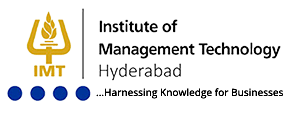 Institute of
Management Technology
Hyderabad
IMT
...Harnessing Knowledge for Businesses